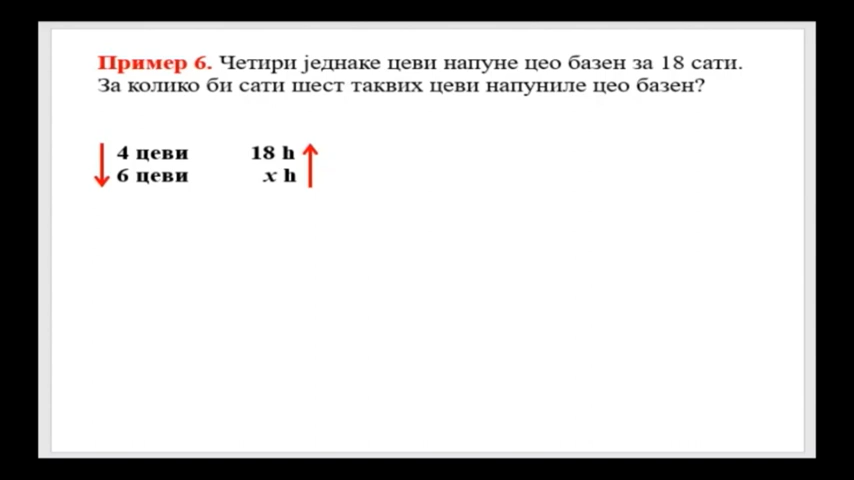 Пример 6. Четири једнаке цеви напуне цео базен за 18 сати.
За колико би сати шест таквих цеви напуниле цео базен?
4 цеви 18 h
6 цеви x h